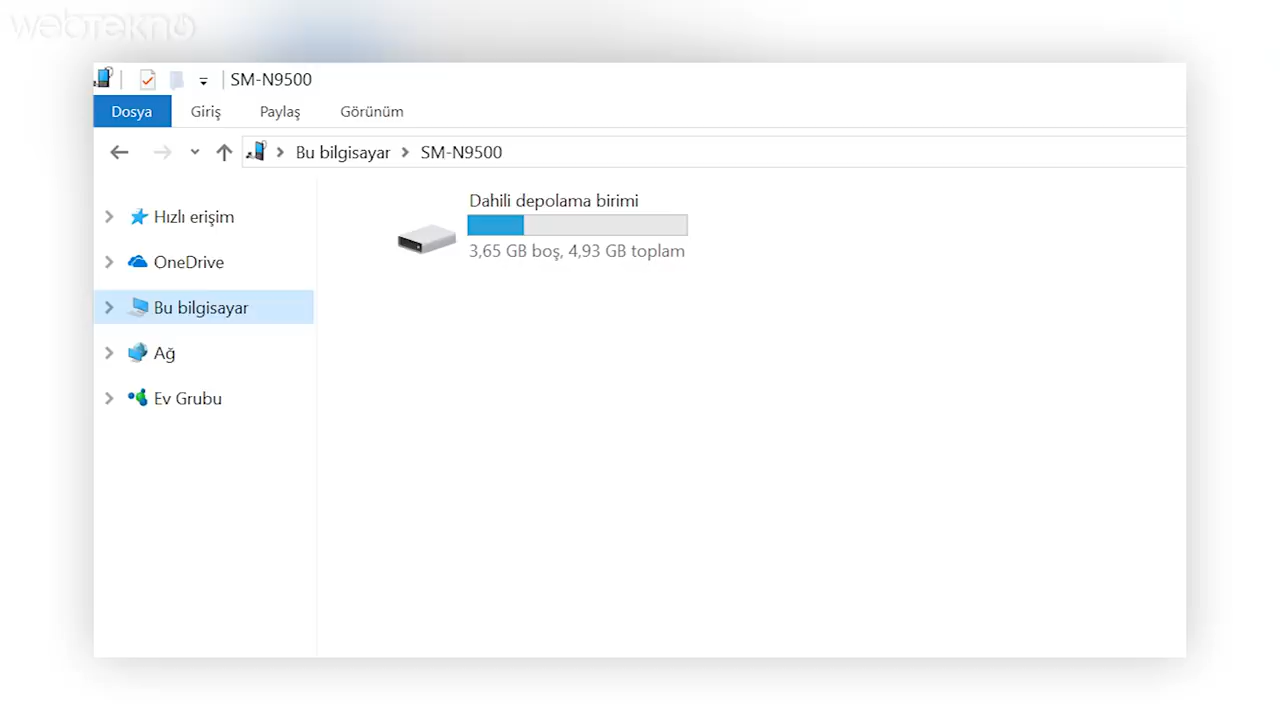 webtekno
SM-N9500
Dosya Giriş Paylaş Görünüm
Bu bilgisayar SM-N9500
Hızlı erişim
OneDrive
Bu bilgisayar
Ağ
Ev Grubu
Dahili depolama birimi
3,65 GB boş, 4,93 GB toplam